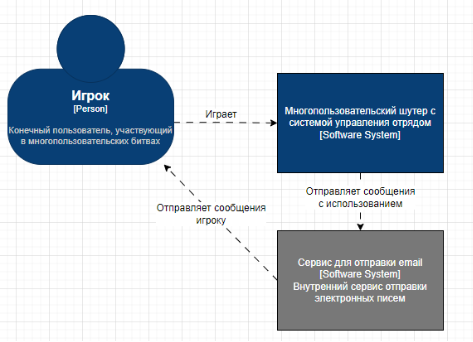 Игрок
[Person]
Конечный пользователь, участвующий
в многопользовательских битвах
Играет
Многопользовательский шутер с
системой управления отрядом
[Software System]
Отправляет сообщения
с использованием
Отправляет сообщения
игроку
Сервис для отправки email
[Software System]
Внутренний сервис отправки
электронных писем